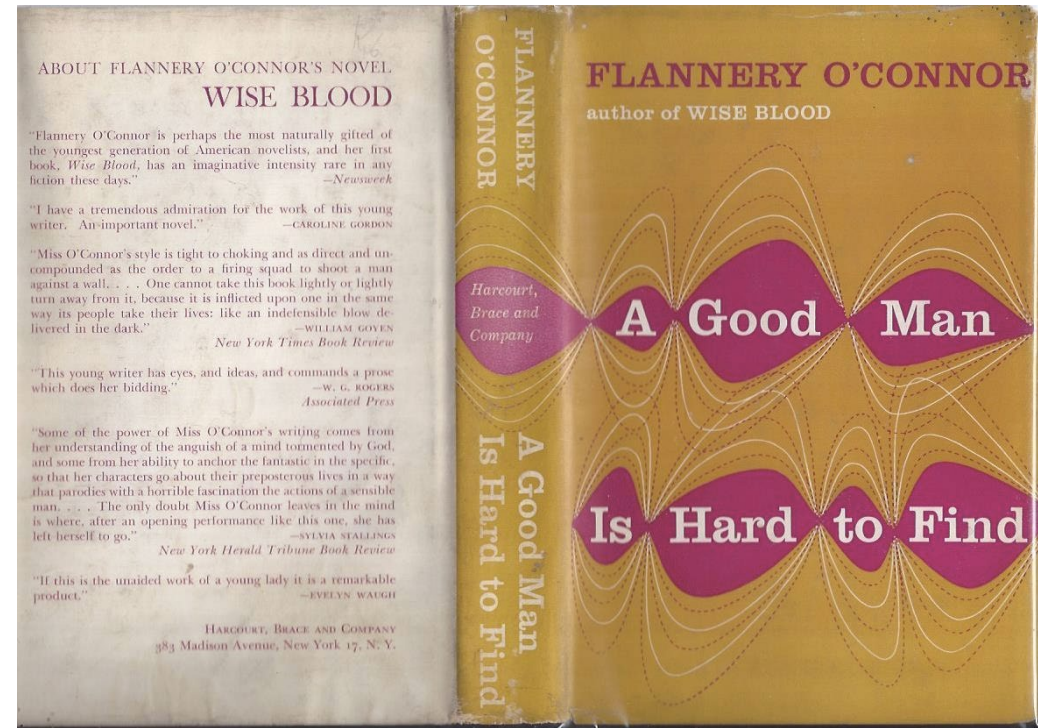 ABOUT FLANNERY O'CONNOR'S NOVEL
WISE BLOOD
"Flannery O'Connor is perhaps the most naturally gifted of
the youngest generation of American novelists, and her first
book, Wise Blood, has an imaginative intensity rare in any
fiction these days." —Newsweek
"I have a tremendous admiration for the work of this young
writer. An important novel." —CAROLINE GORDON
"Miss O'Connor's style is tight to choking and as direct and un-
compounded as the order to a firing squad to shoot a man
against a wall. . . . One cannot take this book lightly or lightly
turn away from it, because it is inflicted upon one in the same
way its people take their lives: like an indefensible blow de-
livered in the dark." —WILLIAM GOYEN
New York Times Book Review
"This young writer has eyes, and ideas, and commands a prose
which does her bidding." —W. G. ROGERS
Associated Press
"Some of the power of Miss O'Connor's writing comes from
her understanding of the anguish of a mind tormented by God,
and some from her ability to anchor the fantastic in the specific,
so that her characters go about their preposterous lives in a way
that parodies with a horrible fascination the actions of a sensible
man. . . . The only doubt Miss O'Connor leaves in the mind
is where, after an opening performance like this one, she has
left herself to go." —SYLVIA STALLINGS
New York Herald Tribune Book Review
"If this is the unaided work of a young lady it is a remarkable
product." —EVELYN WAUGH
HARCOURT, BRACE AND COMPANY
383 Madison Avenue, New York 17, N. Y.
FLANNERY
O'CONNOR
Harcourt,
Brace and
Company
A Good Man
Is Hard to Find
FLANNERY O'CONNOR
author of WISE BLOOD
A Good Man
Is Hard to Find